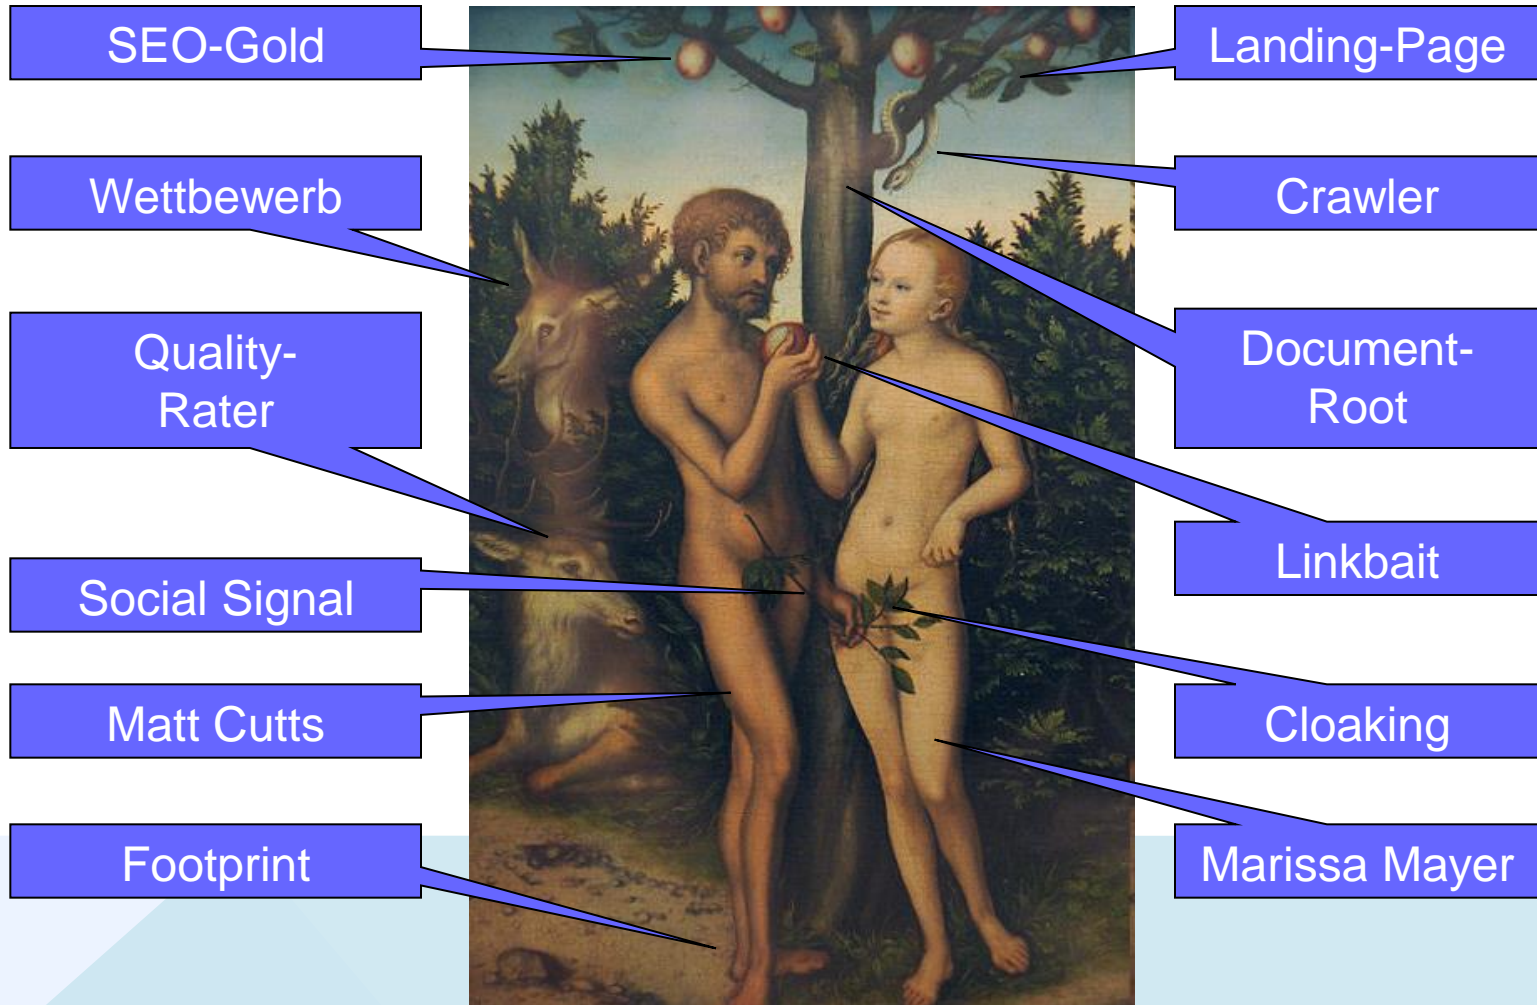 SEO-Gold
Wettbewerb
Quality-
Rater
Social Signal
Matt Cutts
Footprint
Landing-Page
Crawler
Document-
Root
Linkbait
Cloaking
Marissa Mayer